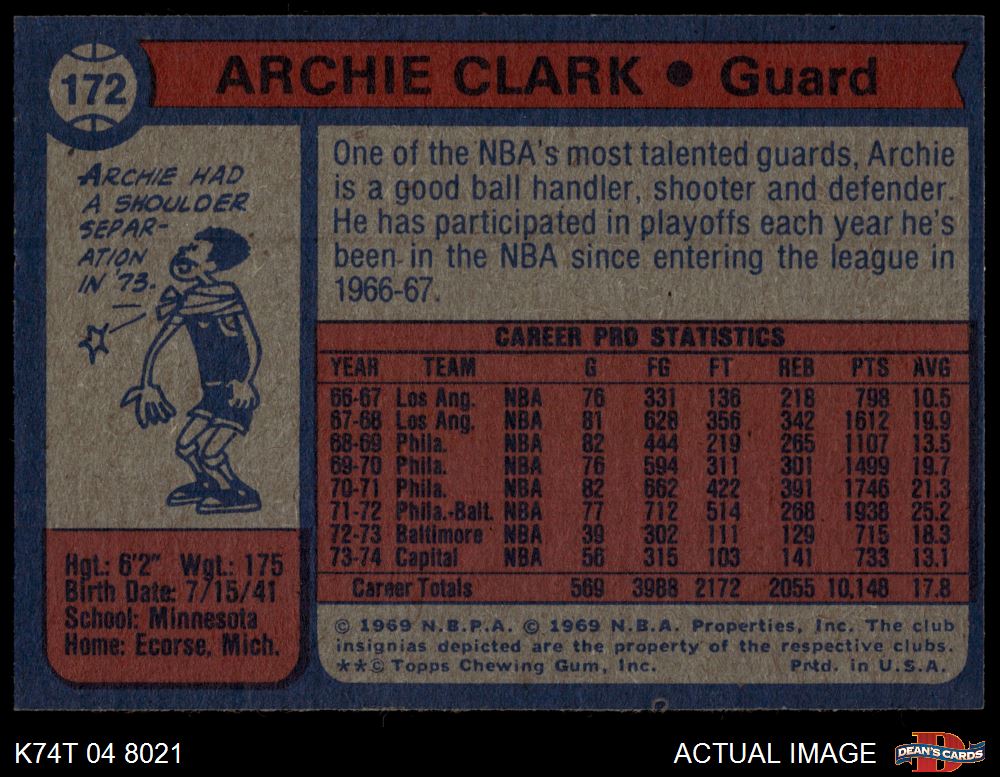 172
ARCHIE CLARK • Guard
ARCHIE HAD
A SHOULDER
SEPAR-
ATION
IN '73.
One of the NBA's most talented guards, Archie
is a good ball handler, shooter and defender.
He has participated in playoffs each year he's
been in the NBA since entering the league in
1966-67.
CAREER PRO STATISTICS
YEAR TEAM G FG FT REB PTS AVG
66-67 Los Ang. NBA 76 331 136 218 798 10.5
67-68 Los Ang. NBA 81 628 356 342 1612 19.9
68-69 Phila. NBA 82 444 219 265 1107 13.5
69-70 Phila. NBA 76 594 311 301 1499 19.7
70-71 Phila. NBA 82 662 422 391 1746 21.3
71-72 Phila.-Balt. NBA 77 712 514 268 1938 25.2
72-73 Baltimore NBA 39 302 111 129 715 18.3
73-74 Capital NBA 56 315 103 141 733 13.1
Career Totals 569 3988 2172 2055 10,148 17.8
Hgt.: 6'2" Wgt.: 175
Birth Date: 7/15/41
School: Minnesota
Home: Ecorse, Mich.
© 1969 N.B.P.A. © 1969 N.B.A. Properties, Inc. The club
insignias depicted are the property of the respective clubs.
**© Topps Chewing Gum, Inc. Prtd. in U.S.A.
K74T 04 8021
ACTUAL IMAGE
D
DEAN'S CARDS